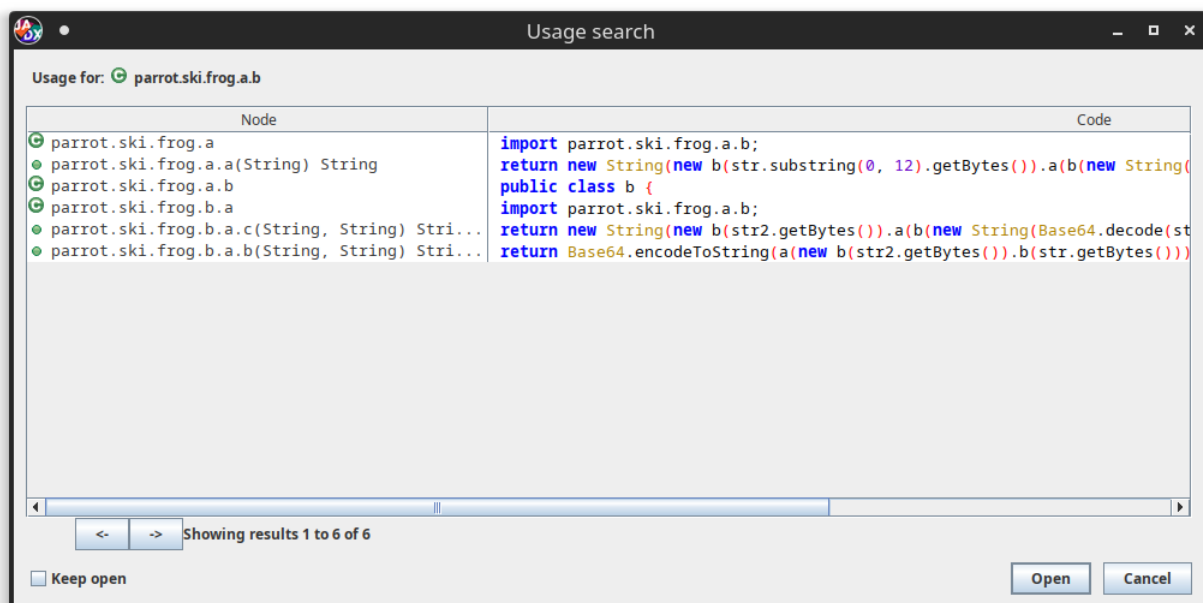 Usage search
Usage for: parrot.ski.frog.a.b
Node Code
parrot.ski.frog.a import parrot.ski.frog.a.b;
parrot.ski.frog.a.a(String) String return new String(new b(str.substring(0, 12).getBytes()).a(b(new String(
parrot.ski.frog.a.b public class b {
parrot.ski.frog.b.a import parrot.ski.frog.a.b;
parrot.ski.frog.b.a.c(String, String) Stri... return new String(new b(str2.getBytes()).a(b(new String(Base64.decode(st
parrot.ski.frog.b.a.b(String, String) Stri... return Base64.encodeToString(a(new b(str2.getBytes()).b(str.getBytes()))
<- -> Showing results 1 to 6 of 6
Keep open Open Cancel